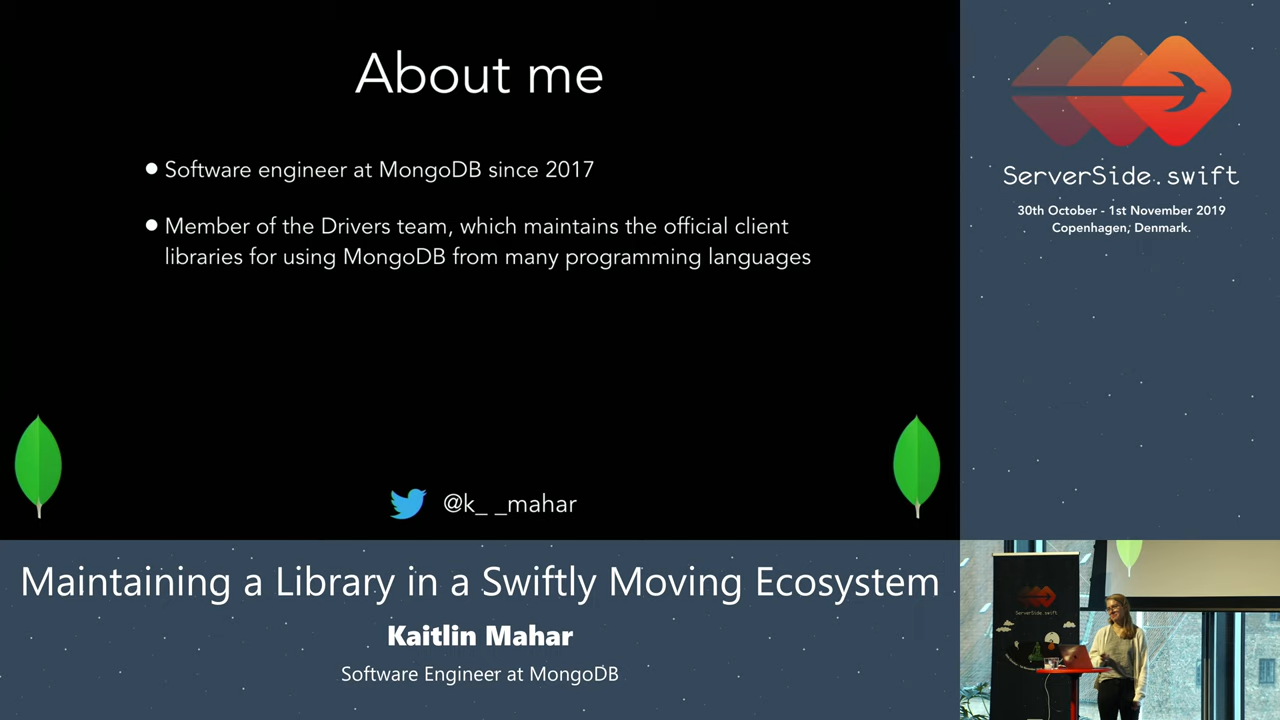 About me
Software engineer at MongoDB since 2017
Member of the Drivers team, which maintains the official client
libraries for using MongoDB from many programming languages
@k_ _mahar
ServerSide.swift
30th October - 1st November 2019
Copenhagen, Denmark.
Maintaining a Library in a Swiftly Moving Ecosystem
Kaitlin Mahar
Software Engineer at MongoDB
ServerSide.swift